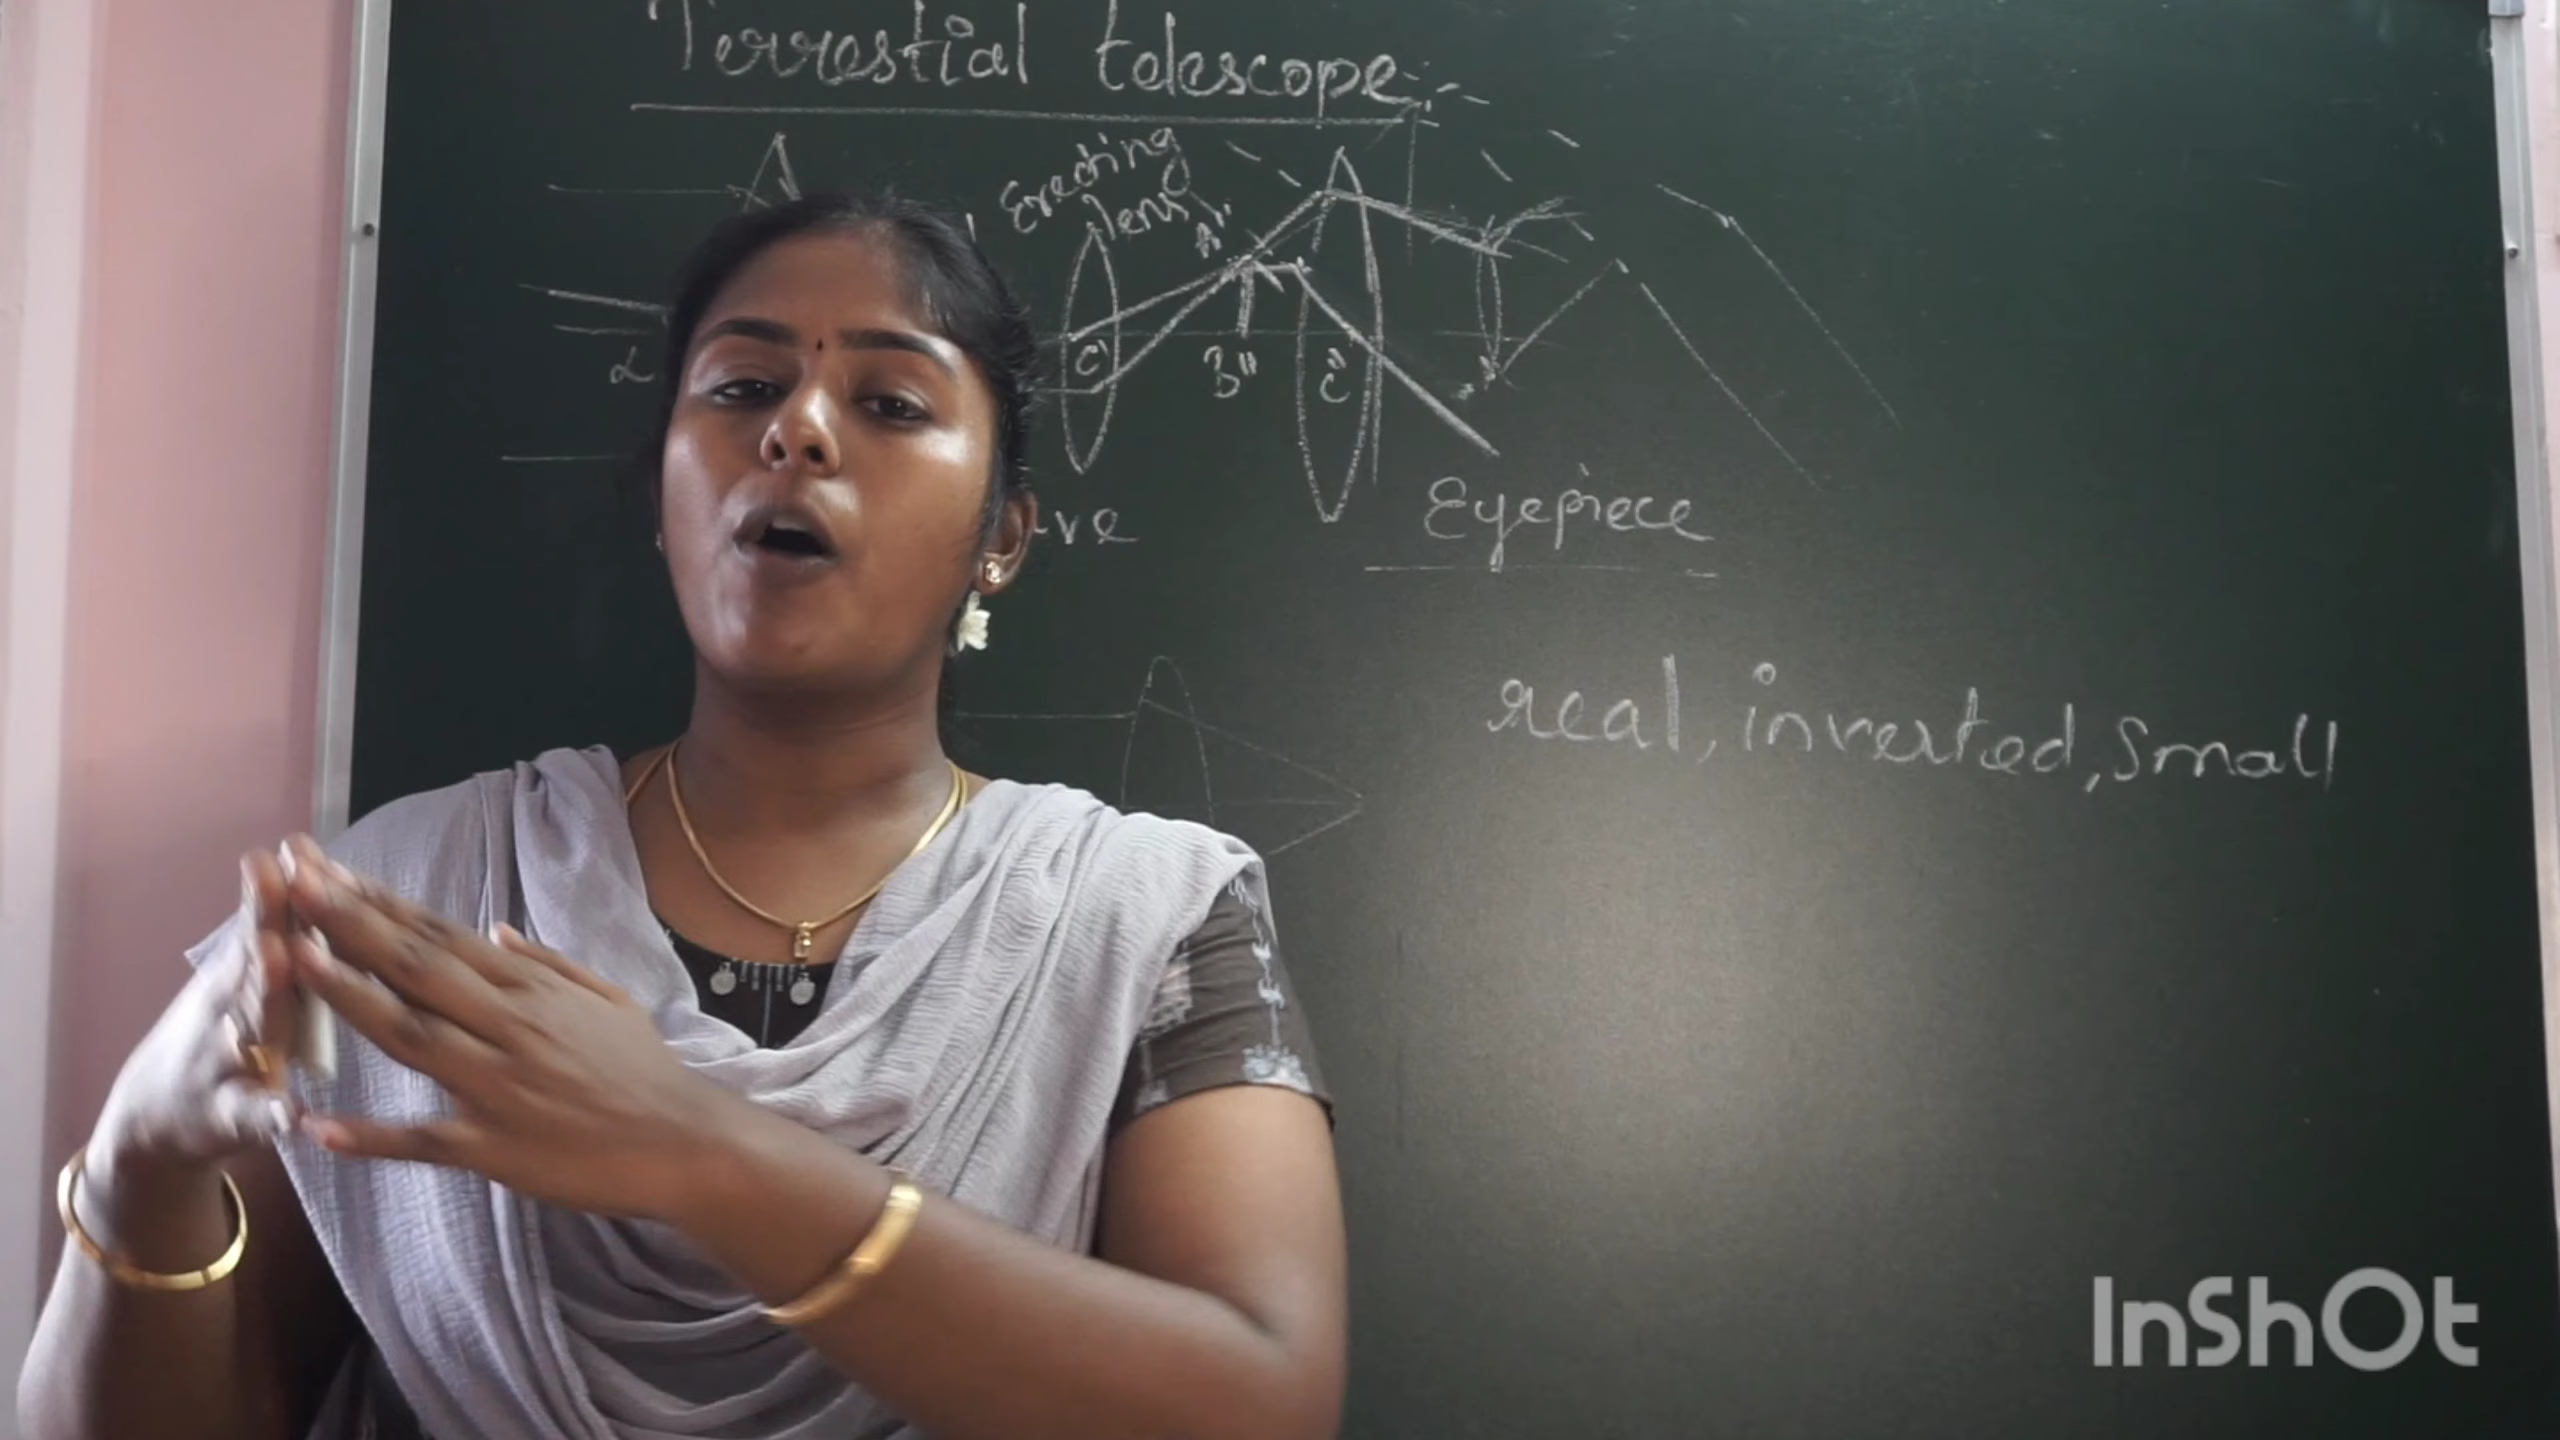 Terrestial telescope:-
Erecting
lens
A"
α
C'
B"
C"
Eyepiece
real, inverted, Small
InShOt